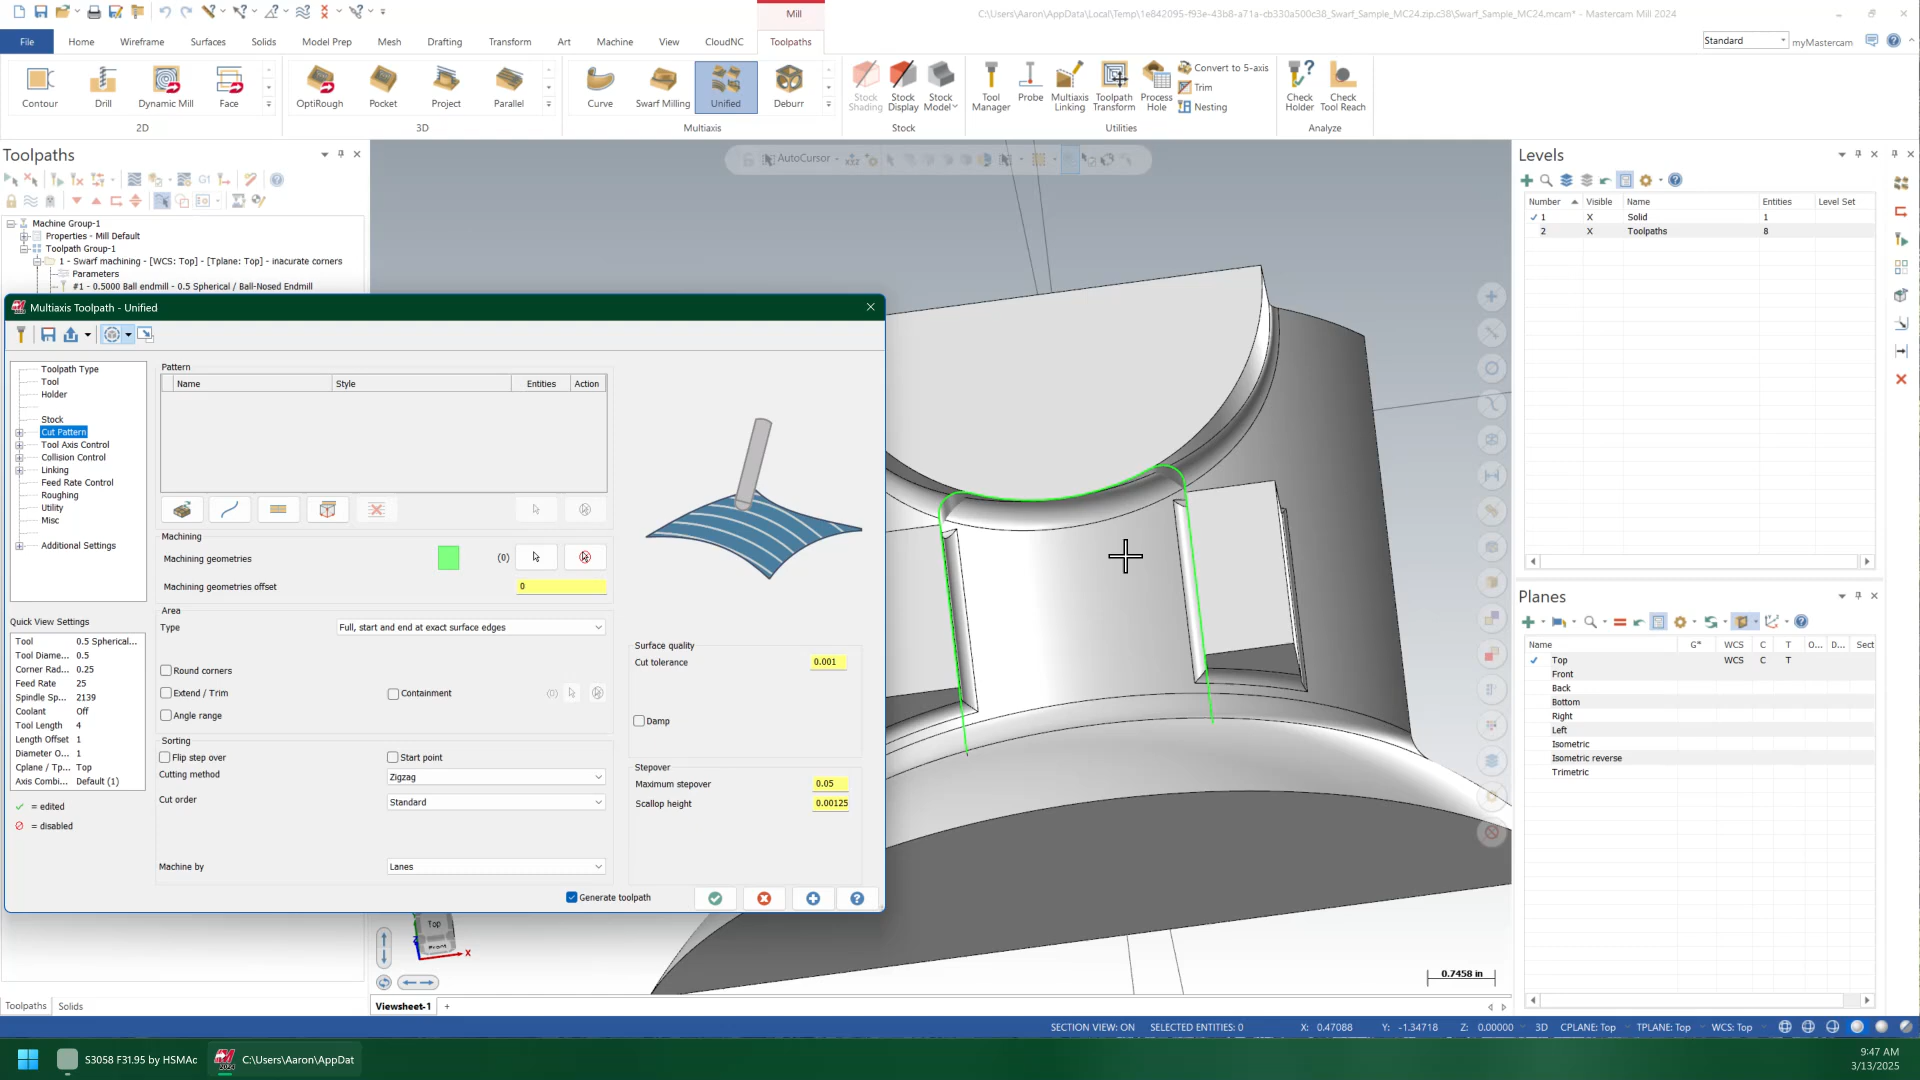 Mill
C:\Users\Aaron\AppData\Local\Temp\1e842095-f93e-43b8-a71a-cb330a500c38_Swarf_Sample_MC24.zip.c38\Swarf_Sample_MC24.mcam* - Mastercam Mill 2024
File Home Wireframe Surfaces Solids Model Prep Mesh Drafting Transform Art Machine View CloudNC Toolpaths
Standard
myMastercam
Contour Drill Dynamic Mill Face
OptiRough Pocket Project Parallel
Curve Swarf Milling Unified Deburr
Stock Shading Stock Display Stock Model
Tool Manager Probe Multiaxis Linking Toolpath Transform Process Hole
Convert to 5-axis
Trim
Nesting
Check Holder Check Tool Reach
2D 3D Multiaxis Stock Utilities Analyze
Toolpaths
AutoCursor
G1
Machine Group-1
Properties - Mill Default
Toolpath Group-1
1 - Swarf machining - [WCS: Top] - [Tplane: Top] - inacurate corners
Parameters
#1 - 0.5000 Ball endmill - 0.5 Spherical / Ball-Nosed Endmill
Multiaxis Toolpath - Unified
Toolpath Type
Tool
Holder
Stock
Cut Pattern
Tool Axis Control
Collision Control
Linking
Feed Rate Control
Roughing
Utility
Misc
Additional Settings
Quick View Settings
Tool 0.5 Spherical...
Tool Diame... 0.5
Corner Rad... 0.25
Feed Rate 25
Spindle Sp... 2139
Coolant Off
Tool Length 4
Length Offset 1
Diameter O... 1
Cplane / Tp... Top
Axis Combi... Default (1)
= edited
= disabled
Pattern
Name Style Entities Action
Machining
Machining geometries (0)
Machining geometries offset 0
Area
Type Full, start and end at exact surface edges
Round corners
Extend / Trim Containment (0)
Angle range
Sorting
Flip step over Start point
Cutting method Zigzag
Cut order Standard
Machine by Lanes
Surface quality
Cut tolerance 0.001
Damp
Stepover
Maximum stepover 0.05
Scallop height 0.00125
Generate toolpath
Top
Front
X
0.7458 in
Toolpaths Solids
Viewsheet-1 +
Levels
Number Visible Name Entities Level Set
1 X Solid 1
2 X Toolpaths 8
Planes
Name G* WCS C T O... D... Sect
Top WCS C T
Front
Back
Bottom
Right
Left
Isometric
Isometric reverse
Trimetric
SECTION VIEW: ON SELECTED ENTITIES: 0 X: 0.47088 Y: -1.34718 Z: 0.00000 3D CPLANE: Top TPLANE: Top WCS: Top
S3058 F31.95 by HSMAc
2024
C:\Users\Aaron\AppDat
9:47 AM
3/13/2025